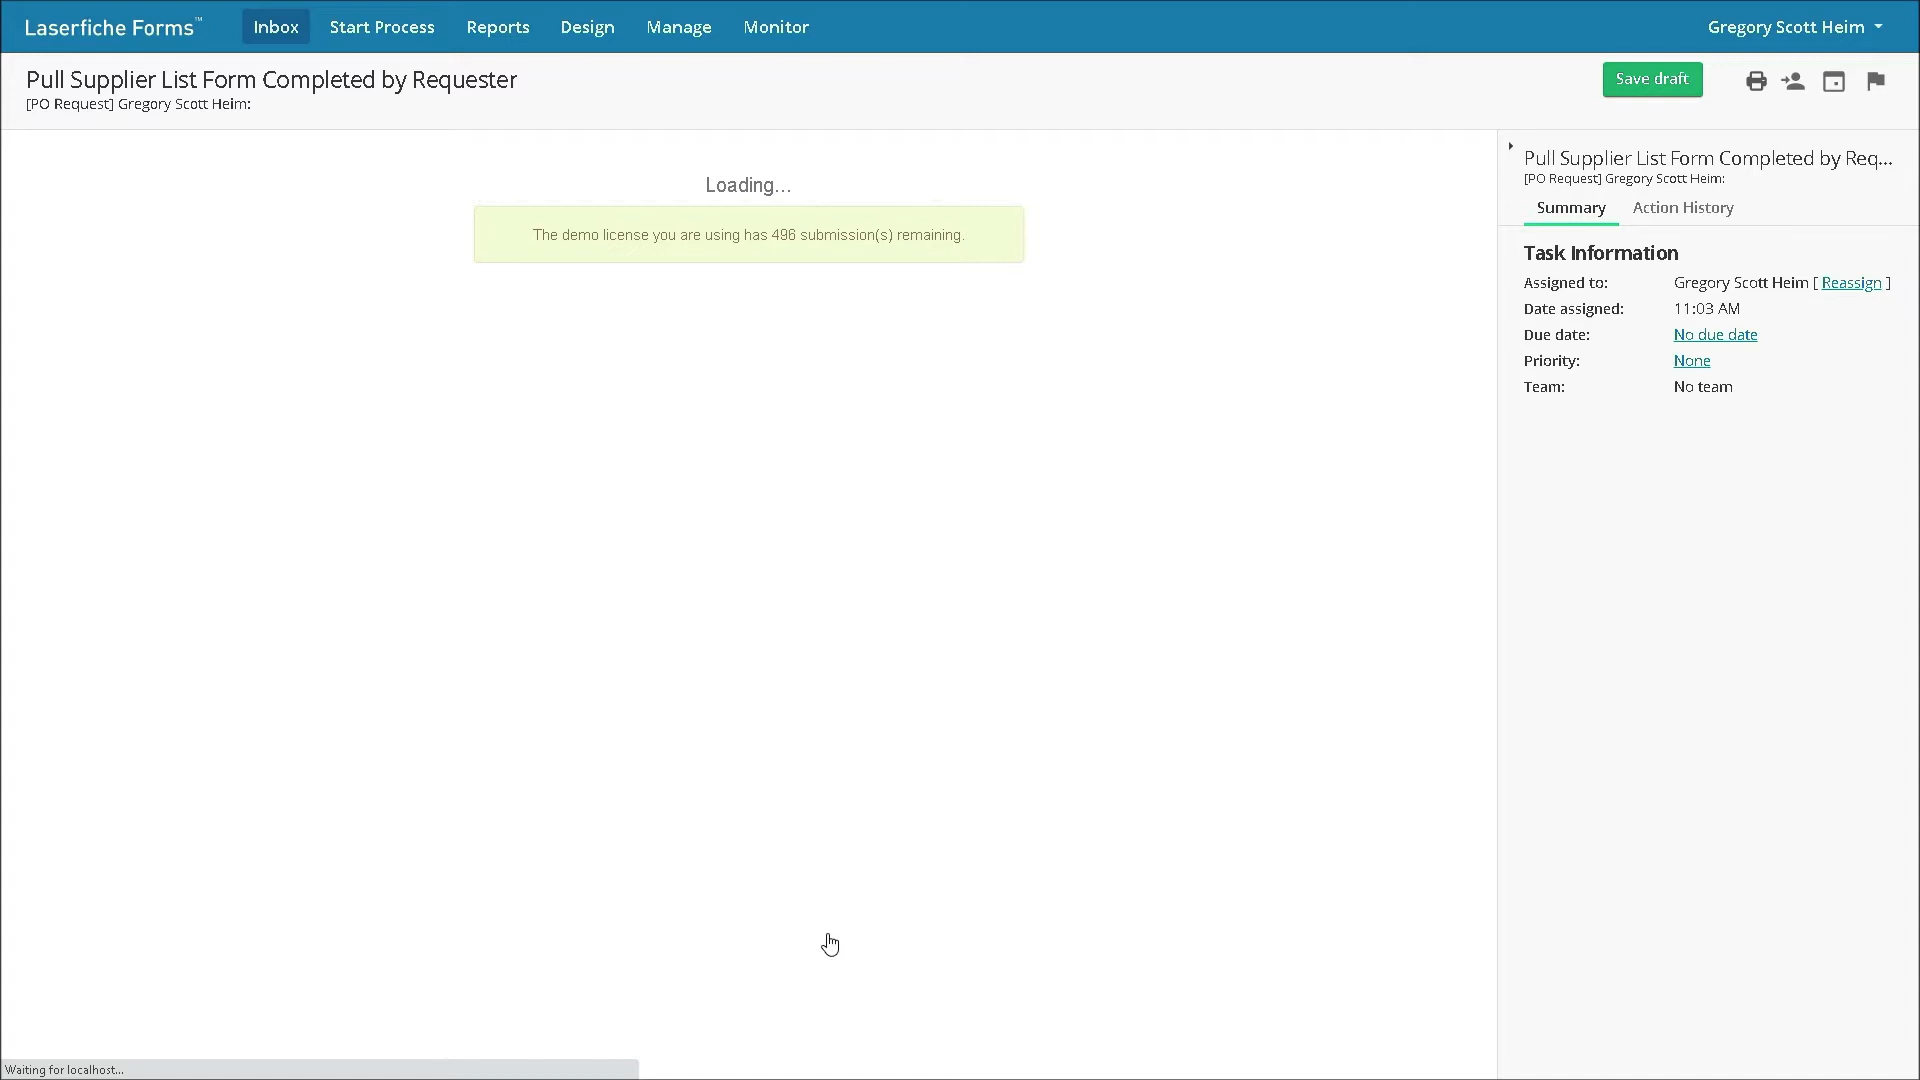 Laserfiche Forms™ Inbox Start Process Reports Design Manage Monitor Gregory Scott Heim
Pull Supplier List Form Completed by Requester
[PO Request] Gregory Scott Heim:
Save draft
Loading...
The demo license you are using has 496 submission(s) remaining.
Pull Supplier List Form Completed by Req...
[PO Request] Gregory Scott Heim:
Summary Action History
Task Information
Assigned to: Gregory Scott Heim [ Reassign ]
Date assigned: 11:03 AM
Due date: No due date
Priority: None
Team: No team
Waiting for localhost...